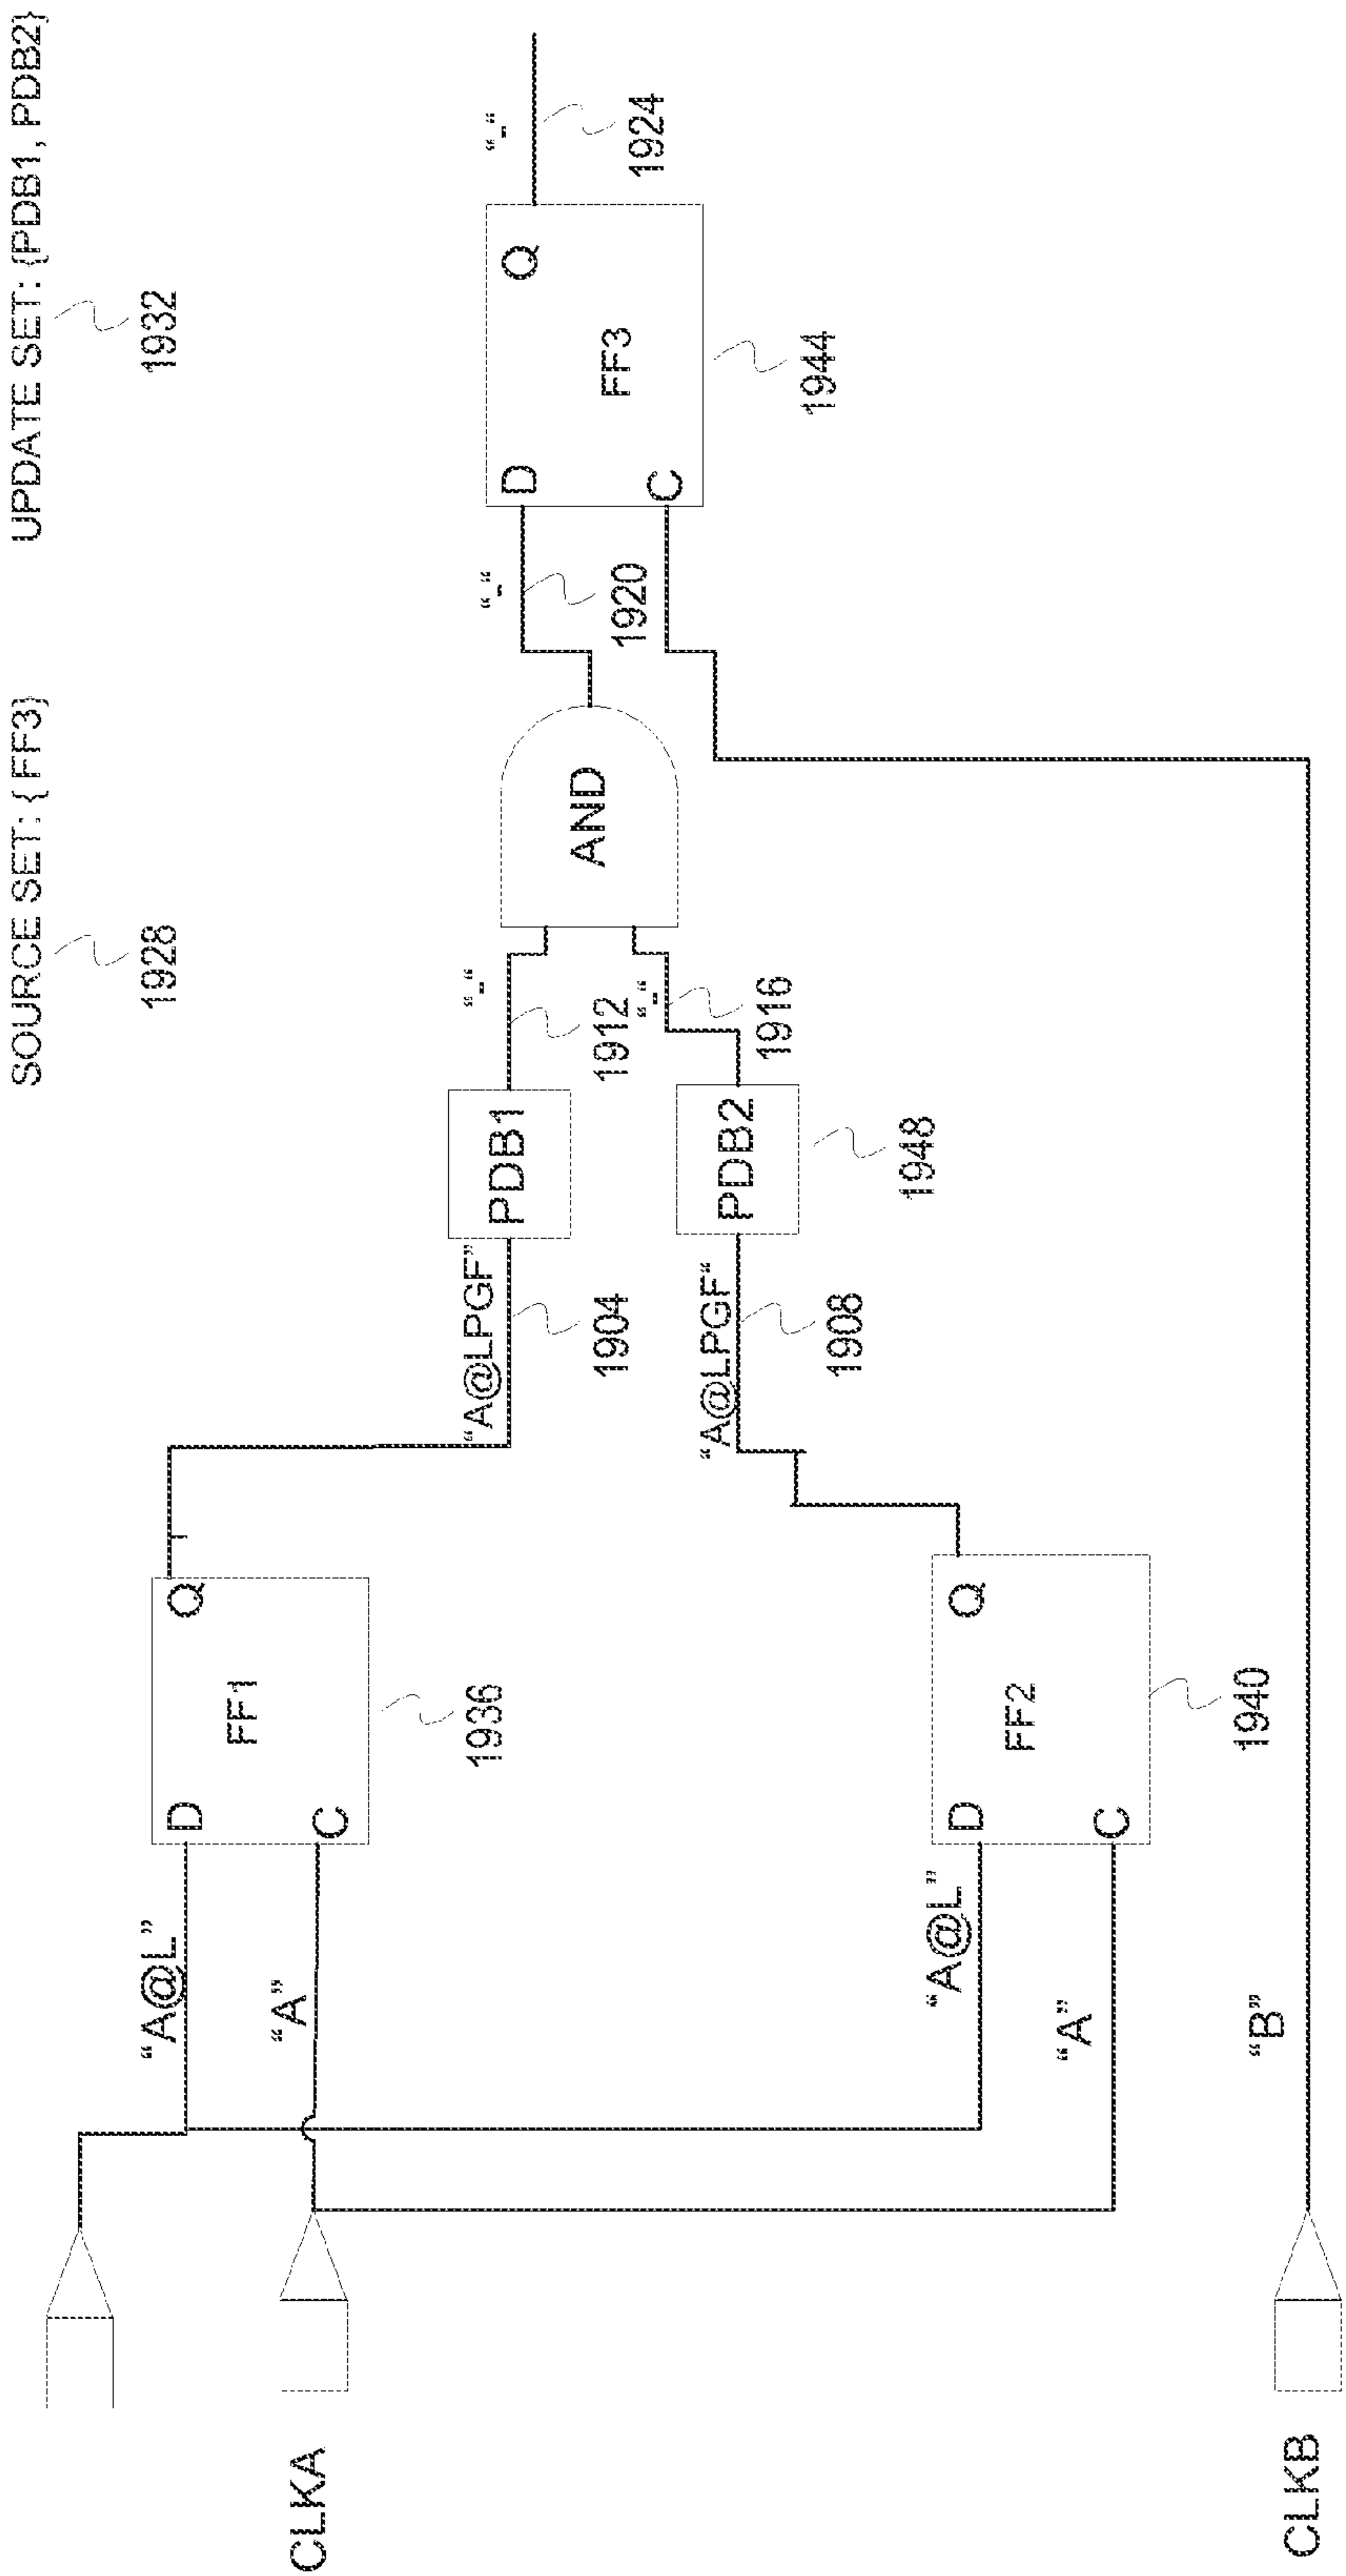 SOURCE SET: {FF3}
UPDATE SET: {PDB1, PDB2}
1928
1932
“A@L”
D
Q
FF1
“A”
C
1936
CLKA
“A@LPGF”
1904
PDB1
“-“
1912
“A@LPGF“
1908
PDB2
1948
“-“
1916
AND
“-“
1920
D
Q
FF3
C
1944
“-“
1924
“A@L”
D
Q
FF2
“A”
C
1940
“B”
CLKB